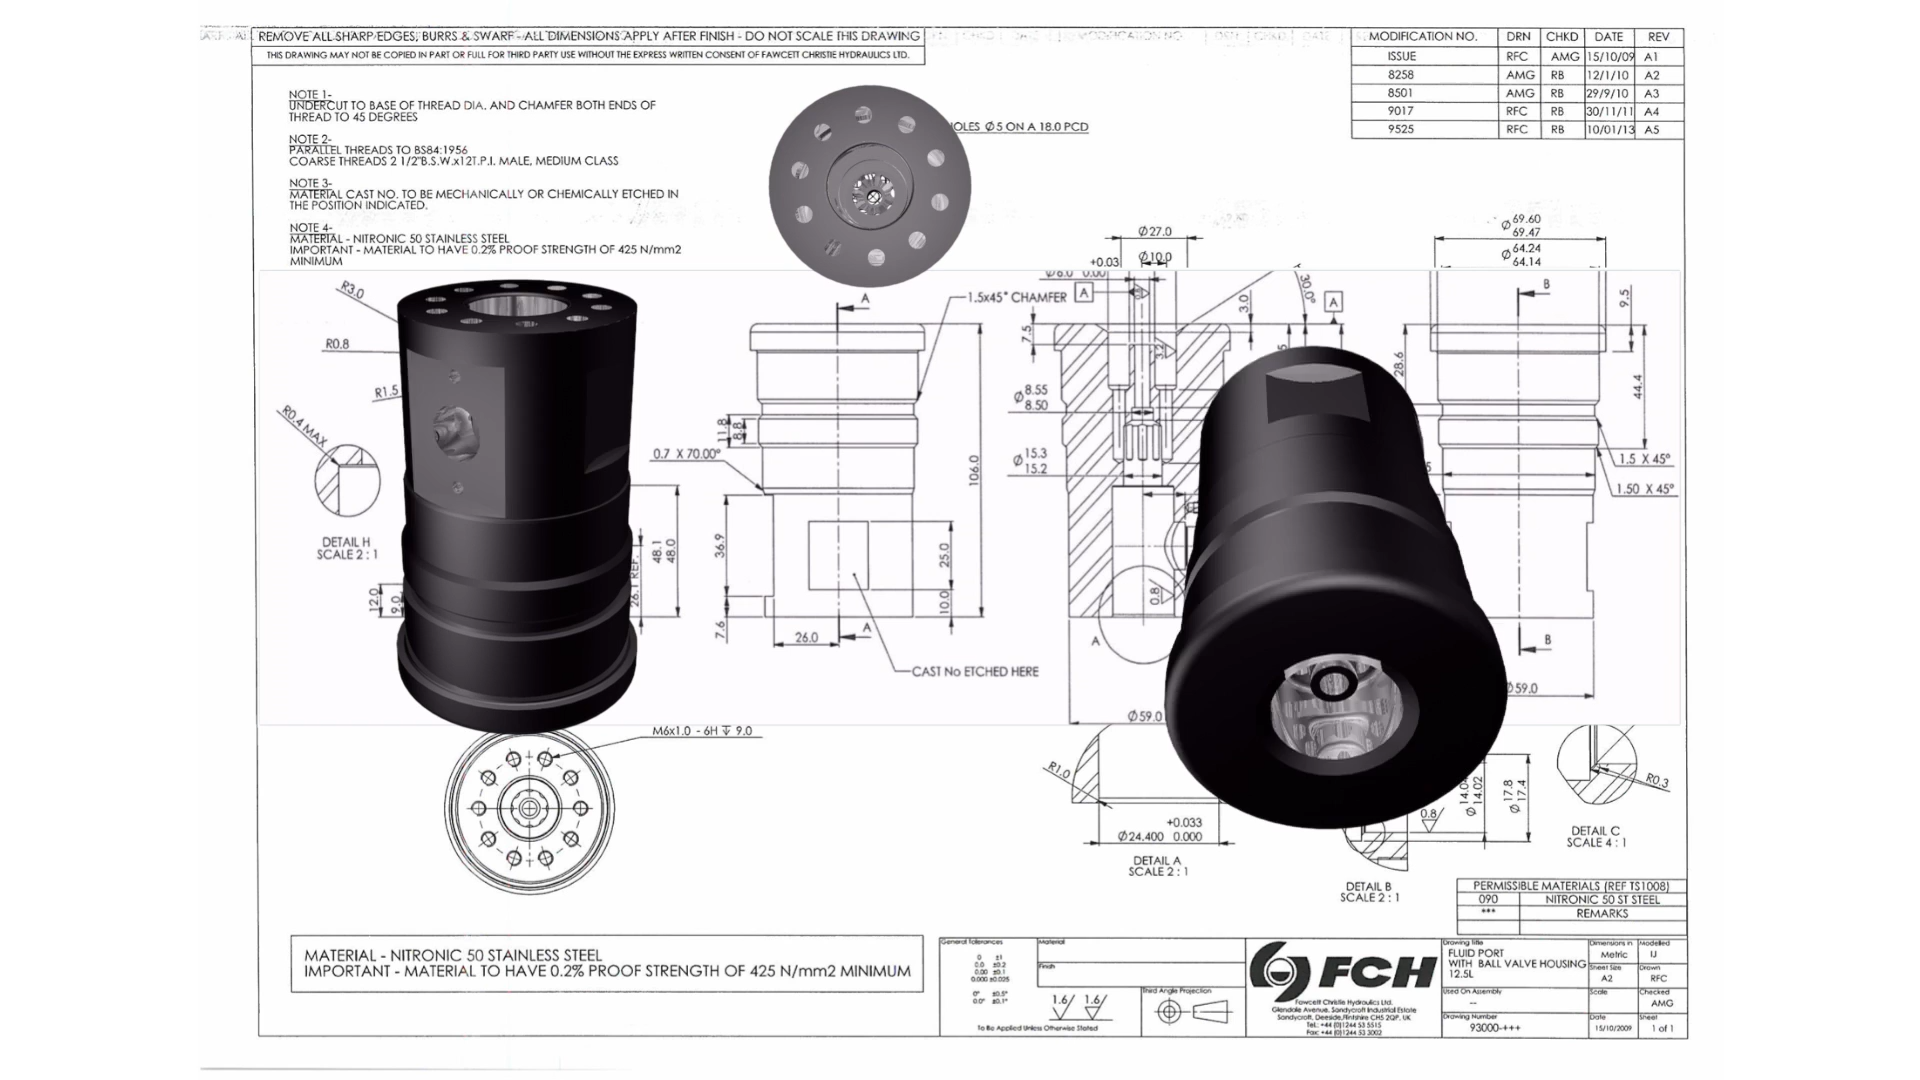 REMOVE ALL SHARP EDGES, BURRS & SWARF - ALL DIMENSIONS APPLY AFTER FINISH - DO NOT SCALE THIS DRAWING
THIS DRAWING MAY NOT BE COPIED IN PART OR FULL FOR THIRD PARTY USE WITHOUT THE EXPRESS WRITTEN CONSENT OF FAWCETT CHRISTIE HYDRAULICS LTD.
MODIFICATION NO. DRN CHKD DATE REV
ISSUE RFC AMG 15/10/09 A1
8258 AMG RB 12/1/10 A2
8501 AMG RB 29/9/10 A3
9017 RFC RB 30/11/11 A4
9525 RFC RB 10/01/13 A5
NOTE 1-
UNDERCUT TO BASE OF THREAD DIA. AND CHAMFER BOTH ENDS OF
THREAD TO 45 DEGREES
NOTE 2-
PARALLEL THREADS TO BS84:1956
COARSE THREADS 2 1/2"B.S.W.x12T.P.I. MALE, MEDIUM CLASS
NOTE 3-
MATERIAL CAST NO. TO BE MECHANICALLY OR CHEMICALLY ETCHED IN
THE POSITION INDICATED.
NOTE 4-
MATERIAL - NITRONIC 50 STAINLESS STEEL
IMPORTANT - MATERIAL TO HAVE 0.2% PROOF STRENGTH OF 425 N/mm2
MINIMUM
Ø5 ON A 18.0 PCD
Ø27.0
+0.03
Ø10.0
Ø 69.60
69.47
Ø 64.24
64.14
R3.0
R0.8
R1.5
R0.4 MAX
DETAIL H
SCALE 2 : 1
12.0
9.0
26.1 REF.
48.1
48.0
A
1.5x45° CHAMFER
11.8
8.8
0.7 X 70.00°
106.0
36.9
25.0
10.0
7.6
26.0
A
CAST No ETCHED HERE
A
7.5
3.0
30.0°
A
3.2
Ø 8.55
8.50
Ø 15.3
15.2
0.8
A
Ø59.0
28.6
B
9.5
44.4
1.5 X 45°
1.50 X 45°
B
Ø59.0
M6x1.0 - 6H ↧ 9.0
R1.0
+0.033
Ø24.400 0.000
DETAIL A
SCALE 2 : 1
0.8
14.02
Ø 17.8
17.4
DETAIL B
SCALE 2 : 1
R0.3
DETAIL C
SCALE 4 : 1
PERMISSIBLE MATERIALS (REF TS1008)
090 NITRONIC 50 ST STEEL
*** REMARKS
MATERIAL - NITRONIC 50 STAINLESS STEEL
IMPORTANT - MATERIAL TO HAVE 0.2% PROOF STRENGTH OF 425 N/mm2 MINIMUM
General Tolerances
0 ±1
0.0 ±0.2
0.00 ±0.1
0.000 ±0.025
0° ±0.5°
0.0° ±0.1°
To Be Applied Unless Otherwise Stated
Material
Finish
1.6/ 1.6/
Third Angle Projection
FCH
Fawcett Christie Hydraulics Ltd.
Glendale Avenue, Sandycroft Industrial Estate
Sandycroft, Deeside,Flintshire CH5 2QP, UK
Tel.: +44 (0)1244 53 5515
Fax: +44 (0)1244 53 3002
Drawing title
FLUID PORT
WITH BALL VALVE HOUSING
12.5L
Used On Assembly
--
Drawing Number
93000-+++
Dimensions in
Metric
Modelled
IJ
Sheet Size
A2
Drawn
RFC
Scale
Checked
AMG
Date
15/10/2009
Sheet
1 of 1